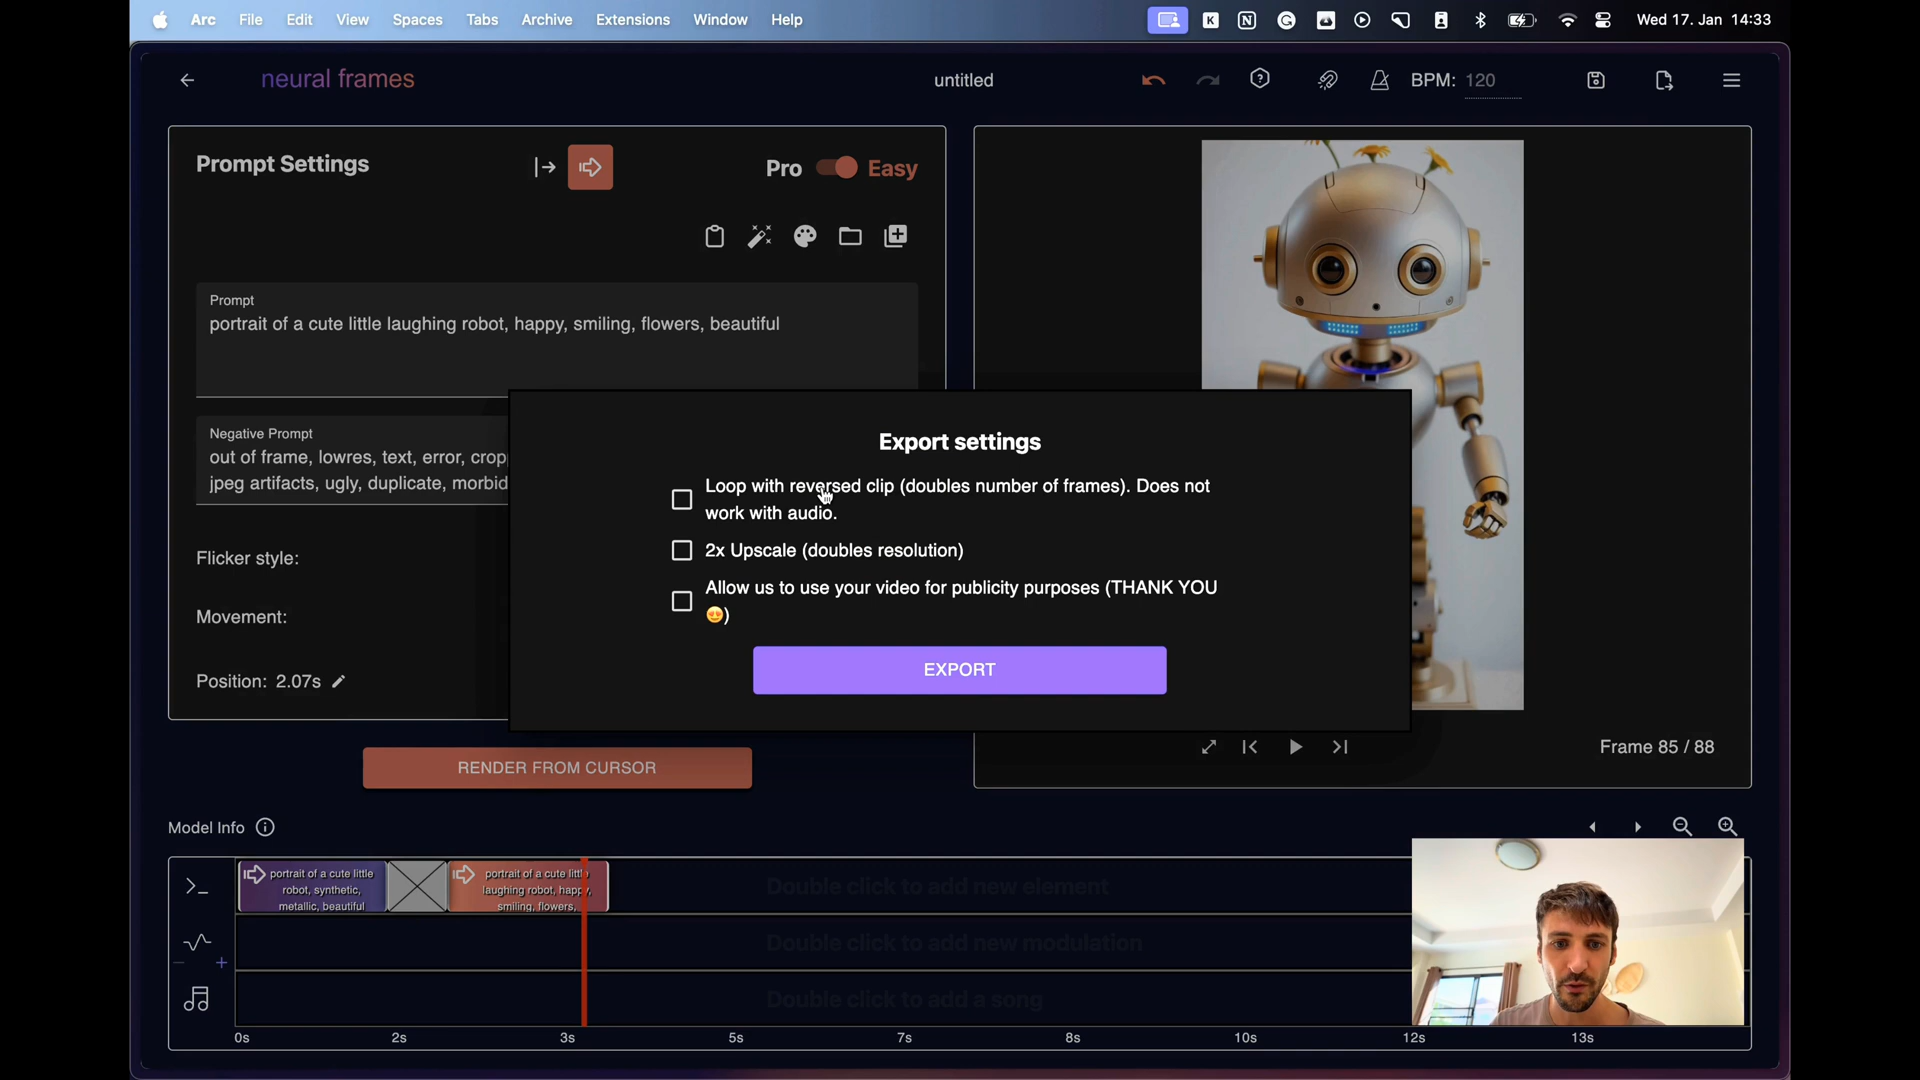 Arc File Edit View Spaces Tabs Archive Extensions Window Help
Wed 17. Jan 14:33
neural frames
untitled
BPM: 120
Prompt Settings
Pro Easy
Prompt
portrait of a cute little laughing robot, happy, smiling, flowers, beautiful
Negative Prompt
out of frame, lowres, text, error, crop
jpeg artifacts, ugly, duplicate, morbid
Flicker style:
Movement:
Position: 2.07s
Export settings
Loop with reversed clip (doubles number of frames). Does not
work with audio.
2x Upscale (doubles resolution)
Allow us to use your video for publicity purposes (THANK YOU
😍)
EXPORT
Frame 85 / 88
RENDER FROM CURSOR
Model Info
portrait of a cute little
robot, synthetic,
metallic, beautiful
portrait of a cute little
laughing robot, happy,
smiling, flowers,
Double click to add new element
Double click to add new modulation
Double click to add a song
0s 2s 3s 5s 7s 8s 10s 12s 13s